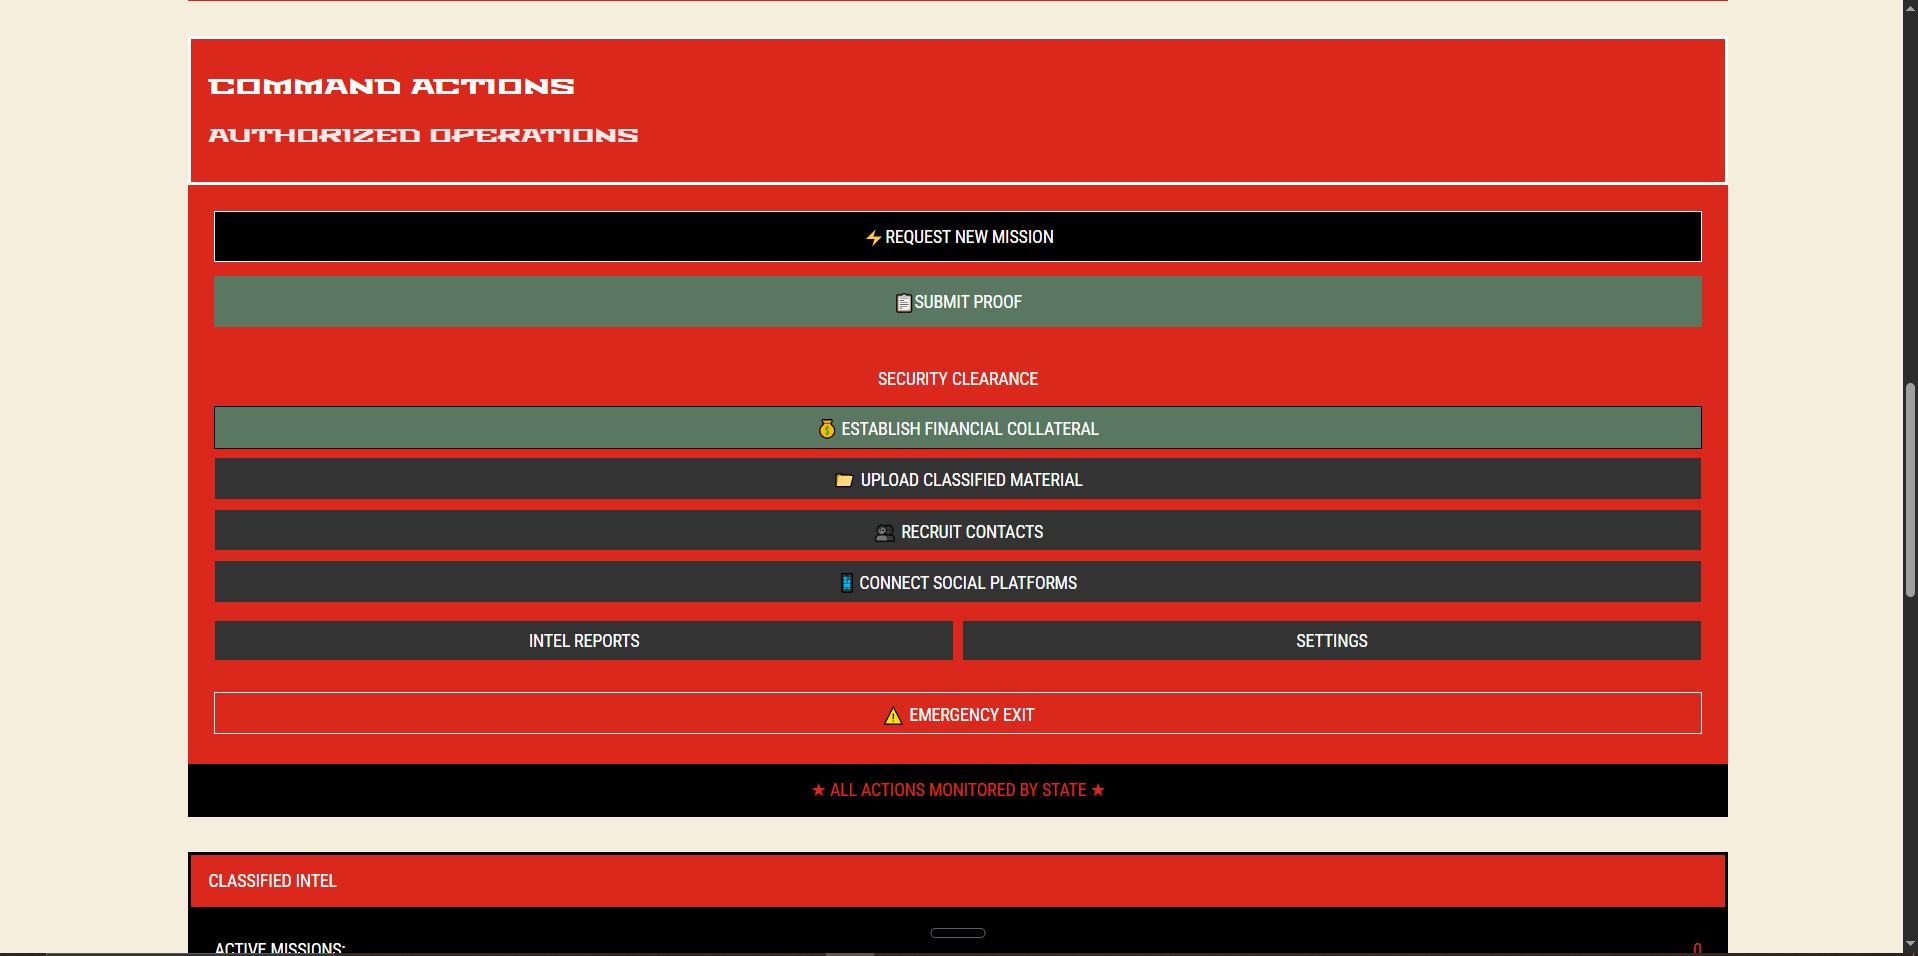 COMMAND ACTIONS
AUTHORIZED OPERATIONS
⚡REQUEST NEW MISSION
📋SUBMIT PROOF
SECURITY CLEARANCE
💰 ESTABLISH FINANCIAL COLLATERAL
📁 UPLOAD CLASSIFIED MATERIAL
👥 RECRUIT CONTACTS
📱 CONNECT SOCIAL PLATFORMS
INTEL REPORTS
SETTINGS
⚠️ EMERGENCY EXIT
★ ALL ACTIONS MONITORED BY STATE ★
CLASSIFIED INTEL
ACTIVE MISSIONS: 0